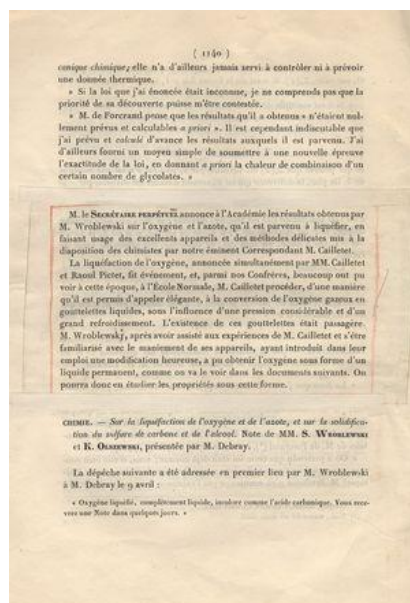 ( 1140 )
canique chimique; elle n'a d'ailleurs jamais servi à contrôler ni à prévoir
une donnée thermique.
» Si la loi que j'ai énoncée était inconnue, je ne comprends pas que la
priorité de sa découverte puisse m'être contestée.
» M. de Forcrand pense que les résultats qu'il a obtenus « n'étaient nul-
lement prévus et calculables a priori ». Il est cependant indiscutable que
j'ai prévu et calculé d'avance les résultats auxquels il est parvenu. J'ai
d'ailleurs fourni un moyen simple de soumettre à une nouvelle épreuve
l'exactitude de la loi, en donnant a priori la chaleur de combinaison d'un
certain nombre de glycolates. »
M. le Secrétaire perpétuel annonce à l'Académie les résultats obtenus par
M. Wroblewski sur l'oxygène et l'azote, qu'il est parvenu à liquéfier, en
faisant usage des excellents appareils et des méthodes délicates mis à la
disposition des chimistes par notre éminent Correspondant M. Cailletet.
La liquéfaction de l'oxygène, annoncée simultanément par MM. Cailletet
et Raoul Pictet, fit événement, et, parmi nos Confrères, beaucoup ont pu
voir à cette époque, à l'École Normale, M. Cailletet procéder, d'une manière
qu'il est permis d'appeler élégante, à la conversion de l'oxygène gazeux en
gouttelettes liquides, sous l'influence d'une pression considérable et d'un
grand refroidissement. L'existence de ces gouttelettes était passagère.
M. Wroblewski, après avoir assisté aux expériences de M. Cailletet et s'être
familiarisé avec le maniement de ses appareils, ayant introduit dans leur
emploi une modification heureuse, a pu obtenir l'oxygène sous forme d'un
liquide permanent, comme on va le voir dans les documents suivants. On
pourra donc en étudier les propriétés sous cette forme.
CHIMIE. — Sur la liquéfaction de l'oxygène et de l'azote, et sur la solidifica-
tion du sulfure de carbone et de l'alcool. Note de MM. S. Wroblewski
et K. Olszewski, présentée par M. Debray.
La dépêche suivante a été adressée en premier lieu par M. Wroblewski
à M. Debray le 9 avril :
« Oxygène liquéfié, complètement liquide, incolore comme l'acide carbonique. Vous rece-
vrez une Note dans quelques jours. »